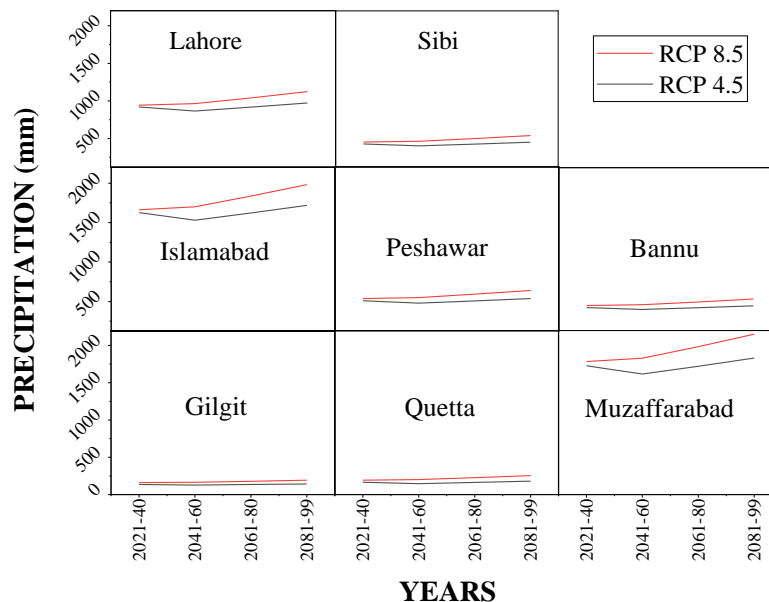 PRECIPITATION (mm)
2000
1500
1000
500
Lahore
Sibi
RCP 8.5
RCP 4.5
2000
1500
1000
500
Islamabad
Peshawar
Bannu
2000
1500
1000
500
0
Gilgit
Quetta
Muzaffarabad
2021-40
2041-60
2061-80
2081-99
2021-40
2041-60
2061-80
2081-99
2021-40
2041-60
2061-80
2081-99
YEARS